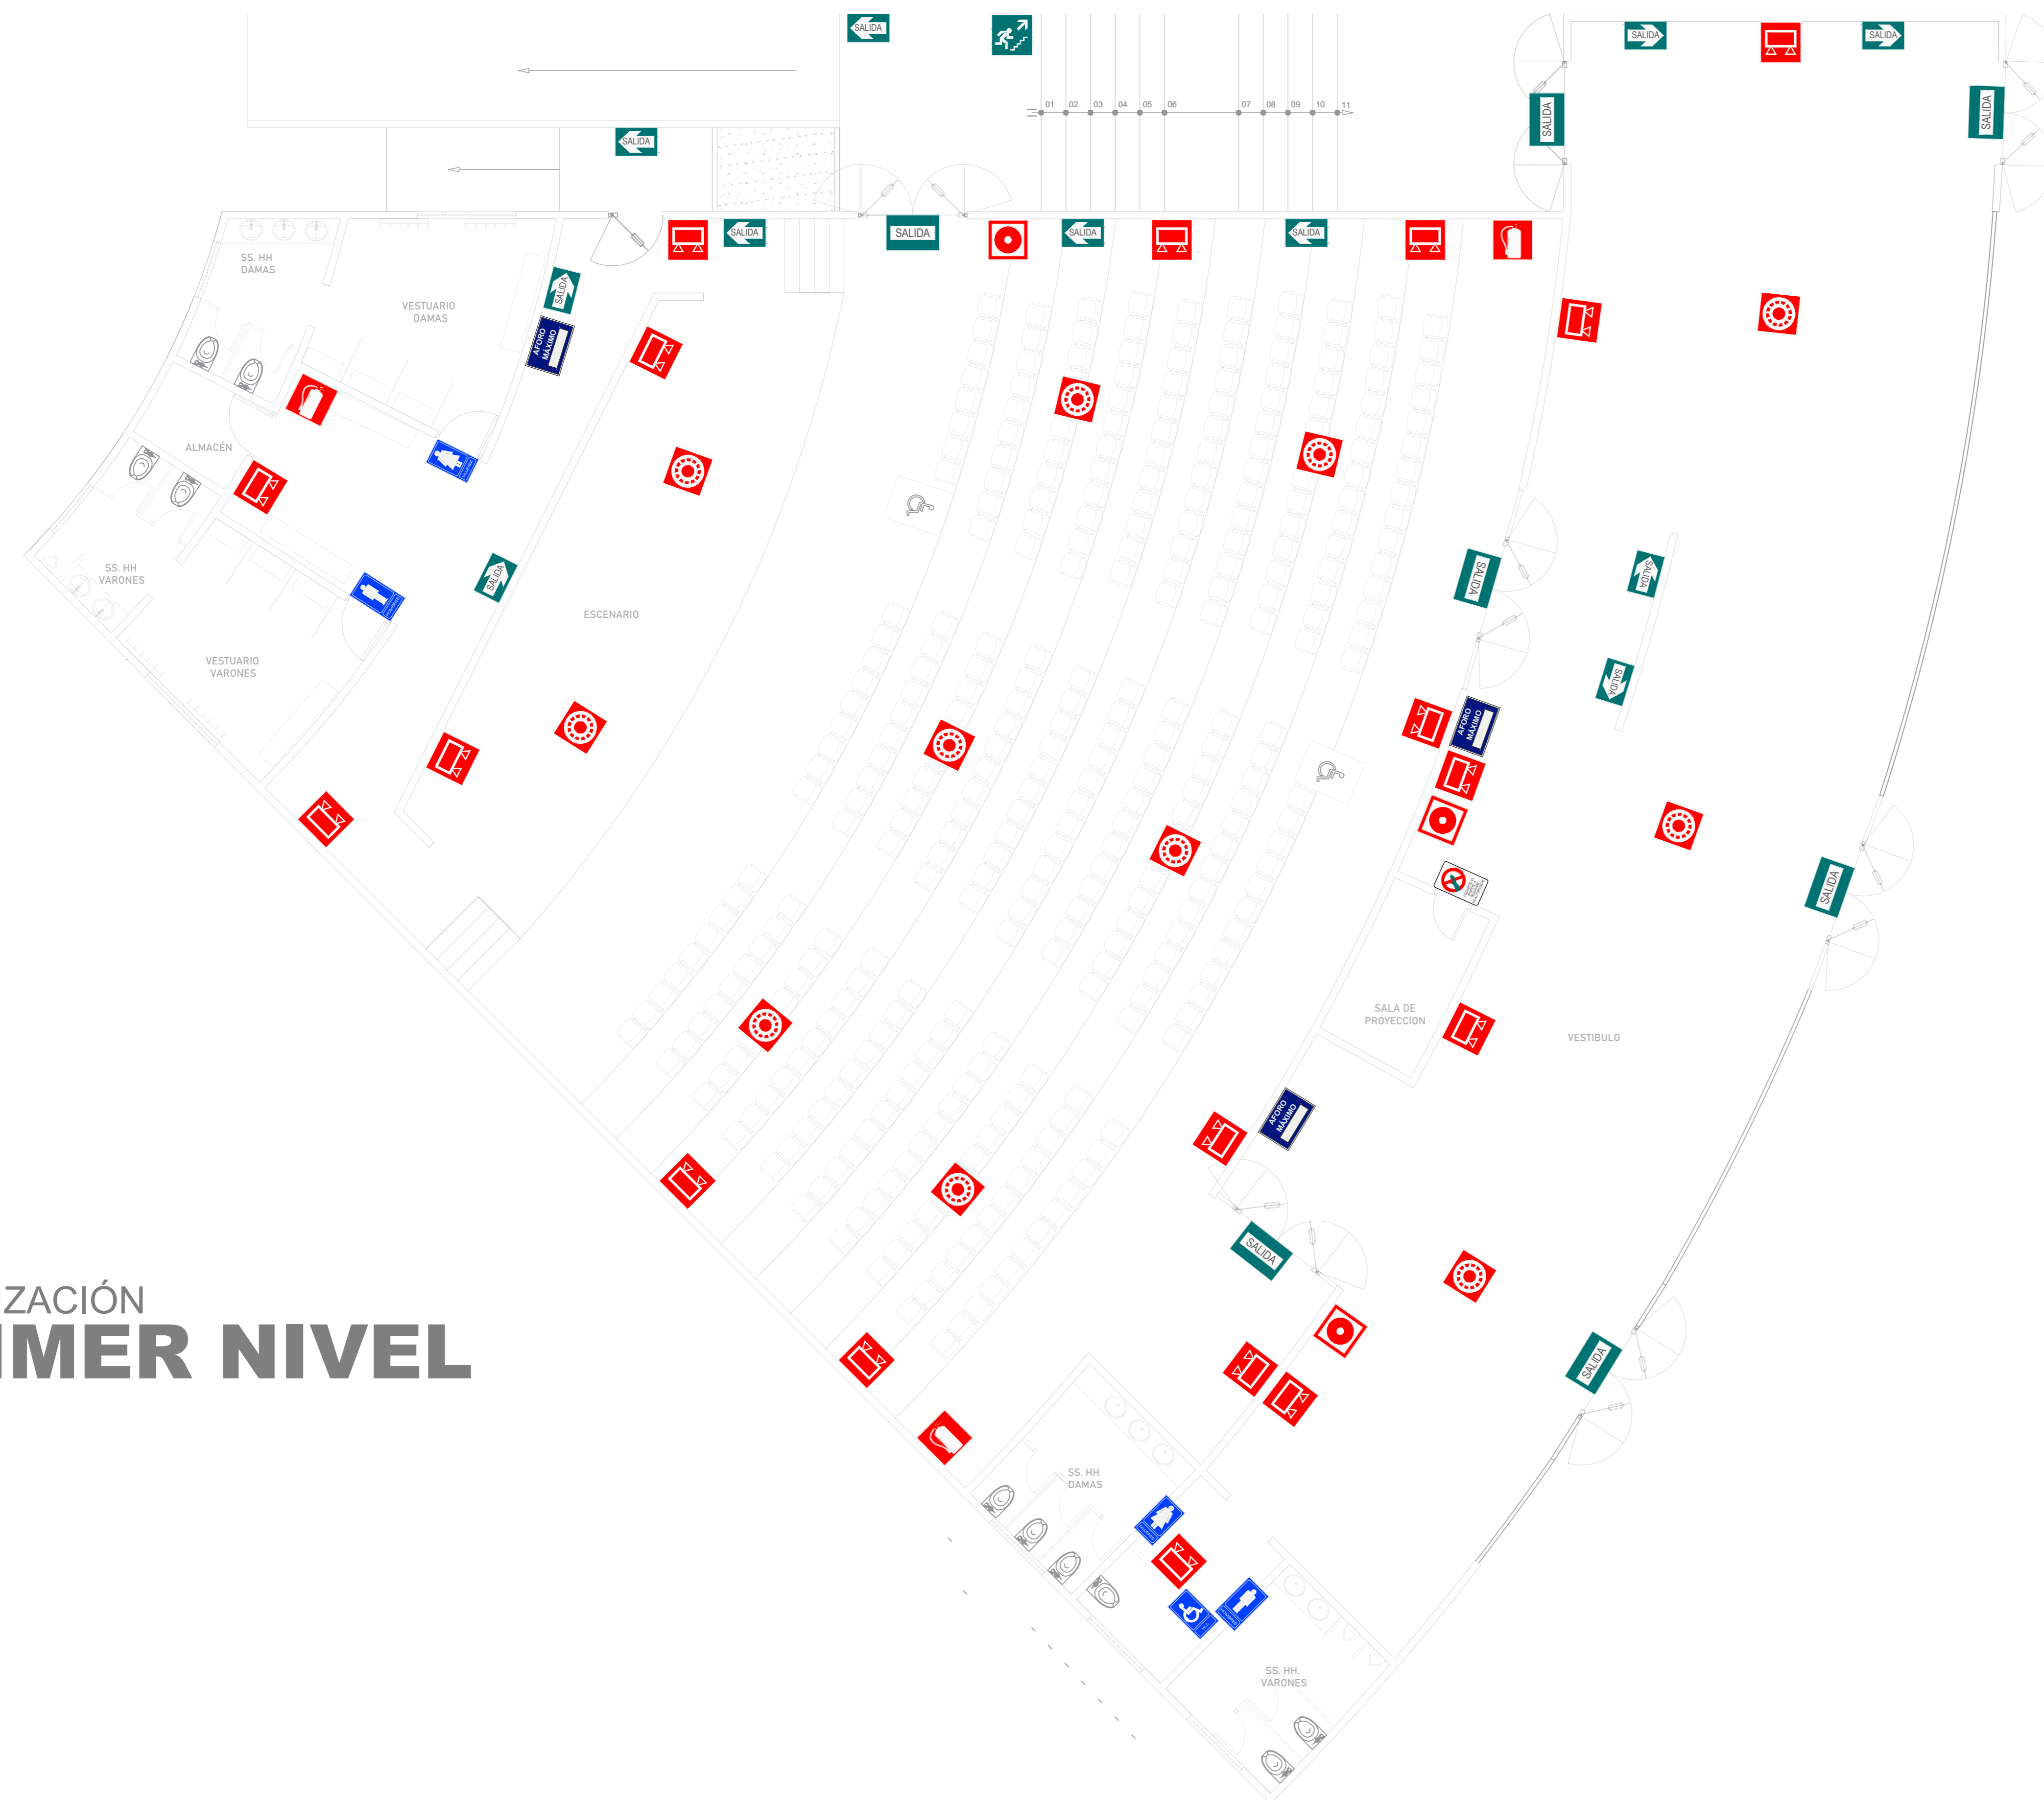 SALIDA
SALIDA
SALIDA
SALIDA
SALIDA
SALIDA
01 02 03 04 05 06 07 08 09 10 11
SALIDA
SALIDA
SALIDA
SALIDA
SALIDA
SS. HH
DAMAS
VESTUARIO
DAMAS
SALIDA
AFORO
MÁXIMO
ALMACÉN
SS. HH
VARONES
SALIDA
ESCENARIO
VESTUARIO
VARONES
SALIDA
SALIDA
SALIDA
AFORO
MÁXIMO
SALIDA
SALA DE
PROYECCION
VESTIBULO
AFORO
MÁXIMO
SALIDA
ZACIÓN
IMER NIVEL
SALIDA
SS. HH
DAMAS
SS. HH.
VARONES